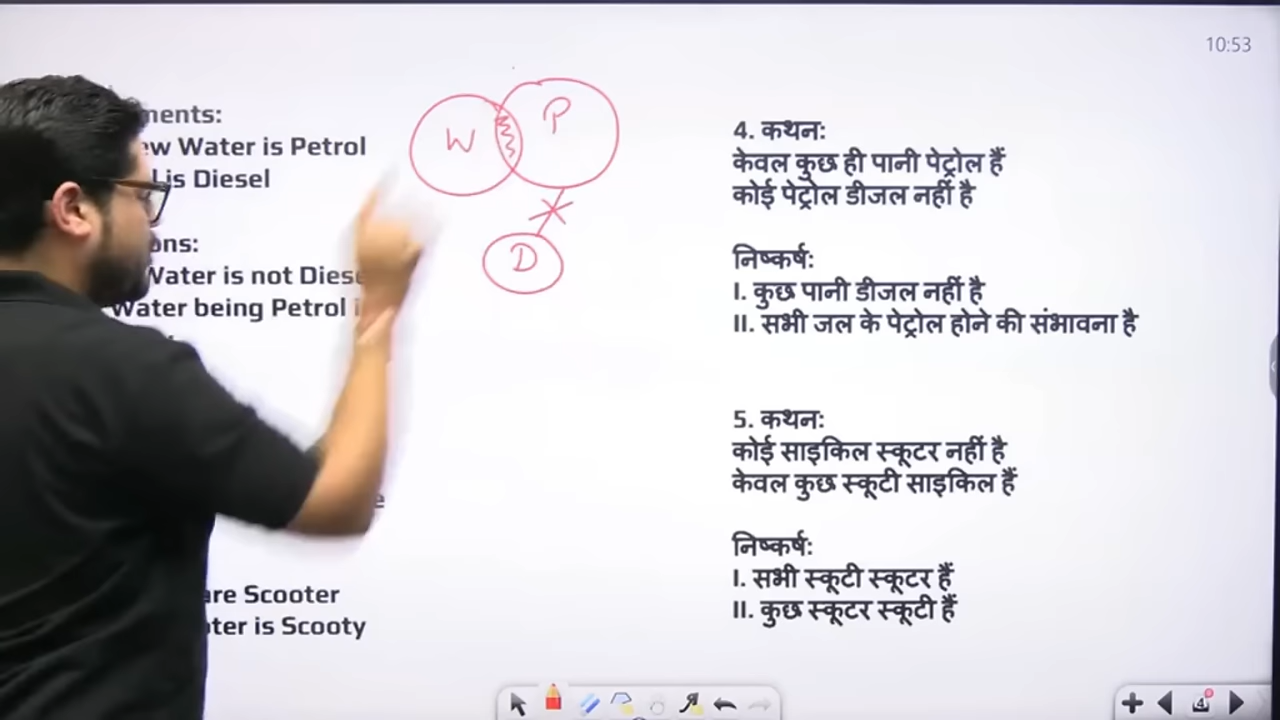 10:53
ments:
ew Water is Petrol
l is Diesel
ons:
Water is not Diese
Water being Petrol i
are Scooter
ter is Scooty
W
P
D
4. कथन:
केवल कुछ ही पानी पेट्रोल हैं
कोई पेट्रोल डीजल नहीं है
निष्कर्ष:
I. कुछ पानी डीजल नहीं है
II. सभी जल के पेट्रोल होने की संभावना है
5. कथन:
कोई साइकिल स्कूटर नहीं है
केवल कुछ स्कूटी साइकिल हैं
निष्कर्ष:
I. सभी स्कूटी स्कूटर हैं
II. कुछ स्कूटर स्कूटी हैं
4